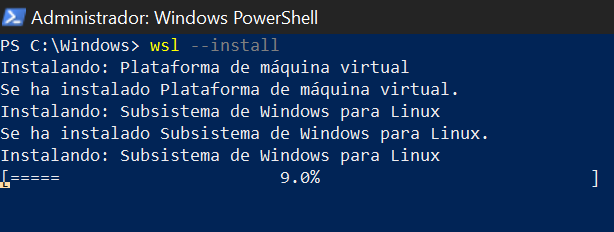 Administrador: Windows PowerShell
PS C:\Windows> wsl --install
Instalando: Plataforma de máquina virtual
Se ha instalado Plataforma de máquina virtual.
Instalando: Subsistema de Windows para Linux
Se ha instalado Subsistema de Windows para Linux.
Instalando: Subsistema de Windows para Linux
[=====                      9.0%                           ]